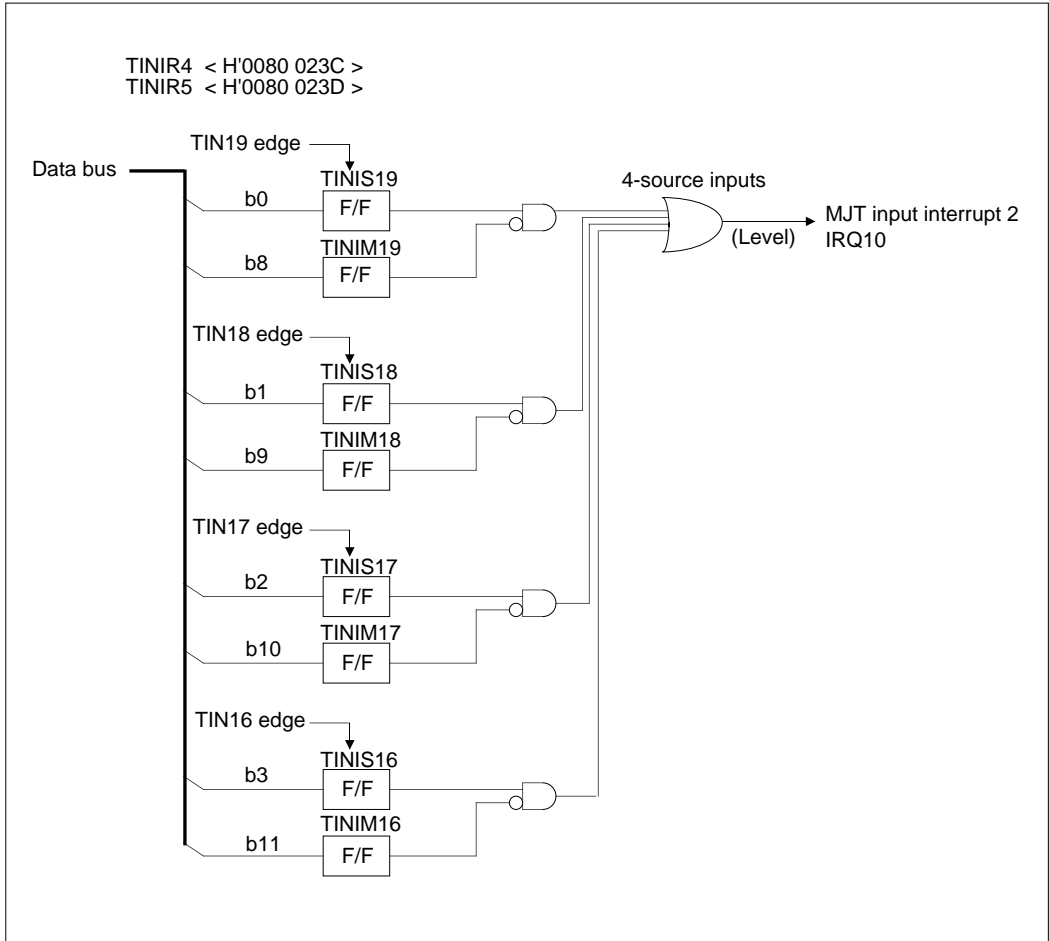 TINIR4 < H'0080 023C >
TINIR5 < H'0080 023D >
TIN19 edge
Data bus
TINIS19
4-source inputs
b0
F/F
MJT input interrupt 2
(Level)
IRQ10
TINIM19
b8
F/F
TIN18 edge
TINIS18
b1
F/F
TINIM18
b9
F/F
TIN17 edge
TINIS17
b2
F/F
TINIM17
b10
F/F
TIN16 edge
TINIS16
b3
F/F
TINIM16
b11
F/F